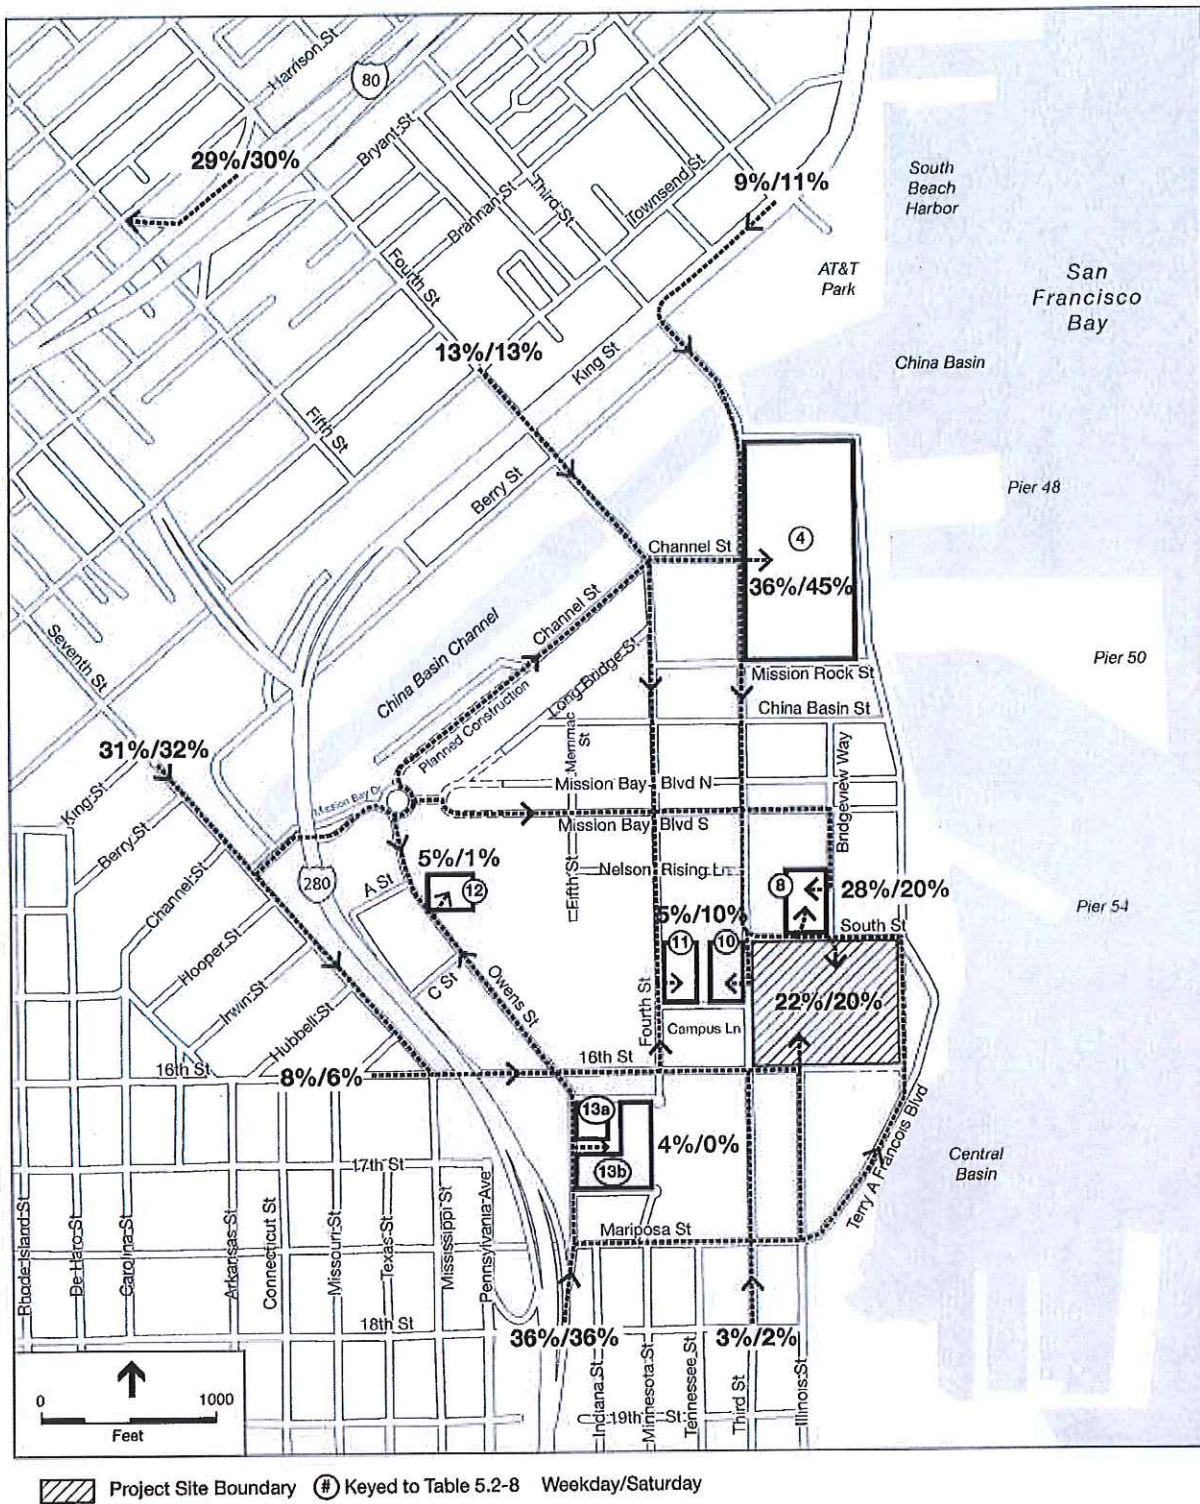 Harrison St
80
29%/30%
Bryant St
Brannan St
Third St
Townsend St
9%/11%
South
Beach
Harbor
AT&T
Park
San
Francisco
Bay
Fourth St
13%/13%
King St
China Basin
Fifth St
Berry St
Pier 48
Channel St
4
36%/45%
Seventh St
China Basin Channel
Channel St
Long Bridge St
Planned Construction
Mission Rock St
Pier 50
China Basin St
31%/32%
Merrimac
St
Bridgeview Way
King St
Mission Bay Dr
Mission Bay Blvd N
Mission Bay Blvd S
Berry St
5%/1%
Nelson Rising Ln
280
A St
12
Fifth St
8
28%/20%
Channel St
5%/10%
Pier 54
South St
Hooper St
11
10
C St
Owens St
Irwin St
Fourth St
22%/20%
Hubbell St
Campus Ln
16th St
16th St
8%/6%
13a
4%/0%
13b
17th St
Central
Basin
Terry A Francois Blvd
Rhode Island St
De Haro St
Carolina St
Arkansas St
Connecticut St
Missouri St
Texas St
Mississippi St
Pennsylvania Ave
Mariposa St
18th St
36%/36%
3%/2%
Indiana St
Minnesota St
Tennessee St
Third St
Illinois St
19th St
0
1000
Feet
Project Site Boundary # Keyed to Table 5.2-8 Weekday/Saturday